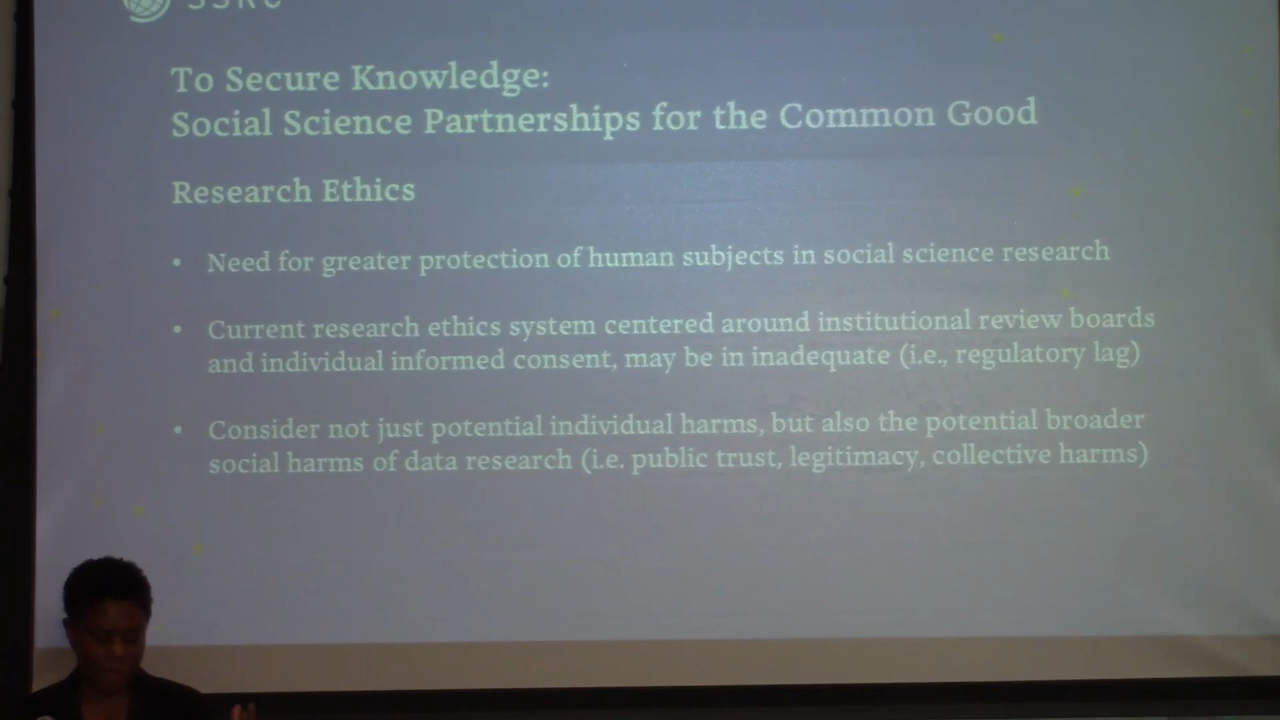 SSRC
To Secure Knowledge:
Social Science Partnerships for the Common Good
Research Ethics
• Need for greater protection of human subjects in social science research
• Current research ethics system centered around institutional review boards
and individual informed consent, may be in inadequate (i.e., regulatory lag)
• Consider not just potential individual harms, but also the potential broader
social harms of data research (i.e. public trust, legitimacy, collective harms)